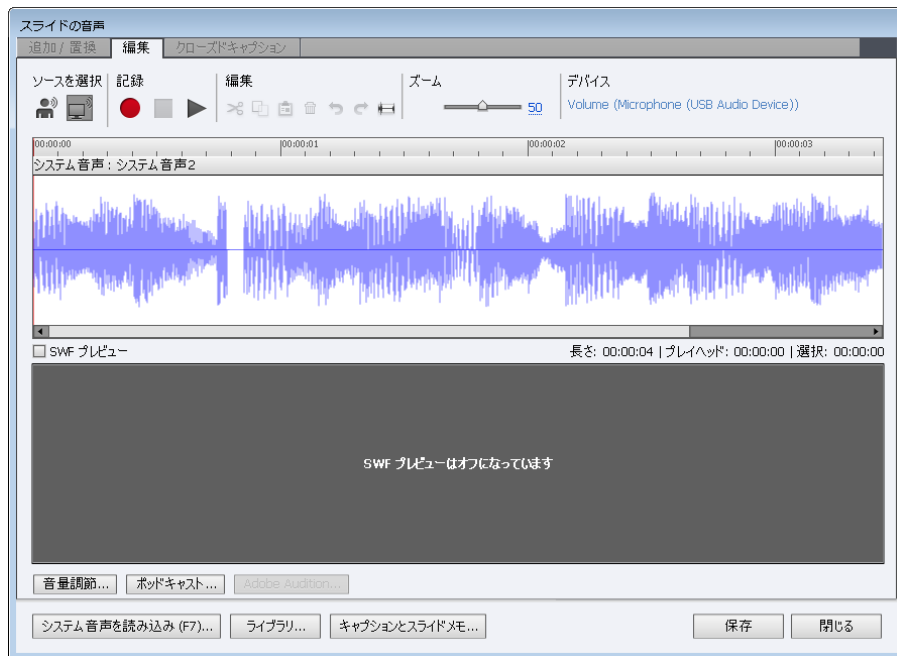 スライドの音声
追加 / 置換 編集 クローズドキャプション
ソースを選択 記録 編集 ズーム デバイス
50 Volume (Microphone (USB Audio Device))
00:00:00 00:00:01 00:00:02 00:00:03
システム音声 : システム音声2
SWF プレビュー 長さ: 00:00:04 | プレイヘッド: 00:00:00 | 選択: 00:00:00
SWF プレビューはオフになっています
音量調節... ポッドキャスト... Adobe Audition...
システム音声を読み込み (F7)... ライブラリ... キャプションとスライドメモ... 保存 閉じる